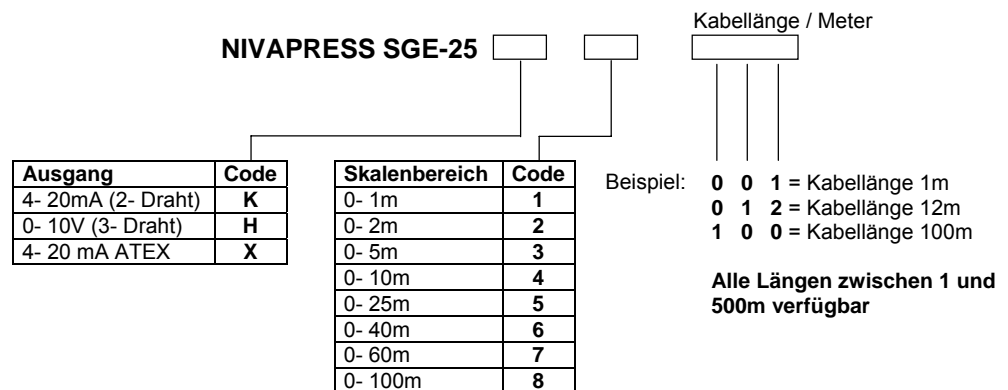 Kabellänge / Meter
NIVAPRESS SGE-25
Ausgang Code
4- 20mA (2- Draht) K
0- 10V (3- Draht) H
4- 20 mA ATEX X
Skalenbereich Code
0- 1m 1
0- 2m 2
0- 5m 3
0- 10m 4
0- 25m 5
0- 40m 6
0- 60m 7
0- 100m 8
Beispiel: 0 0 1 = Kabellänge 1m
0 1 2 = Kabellänge 12m
1 0 0 = Kabellänge 100m
Alle Längen zwischen 1 und
500m verfügbar